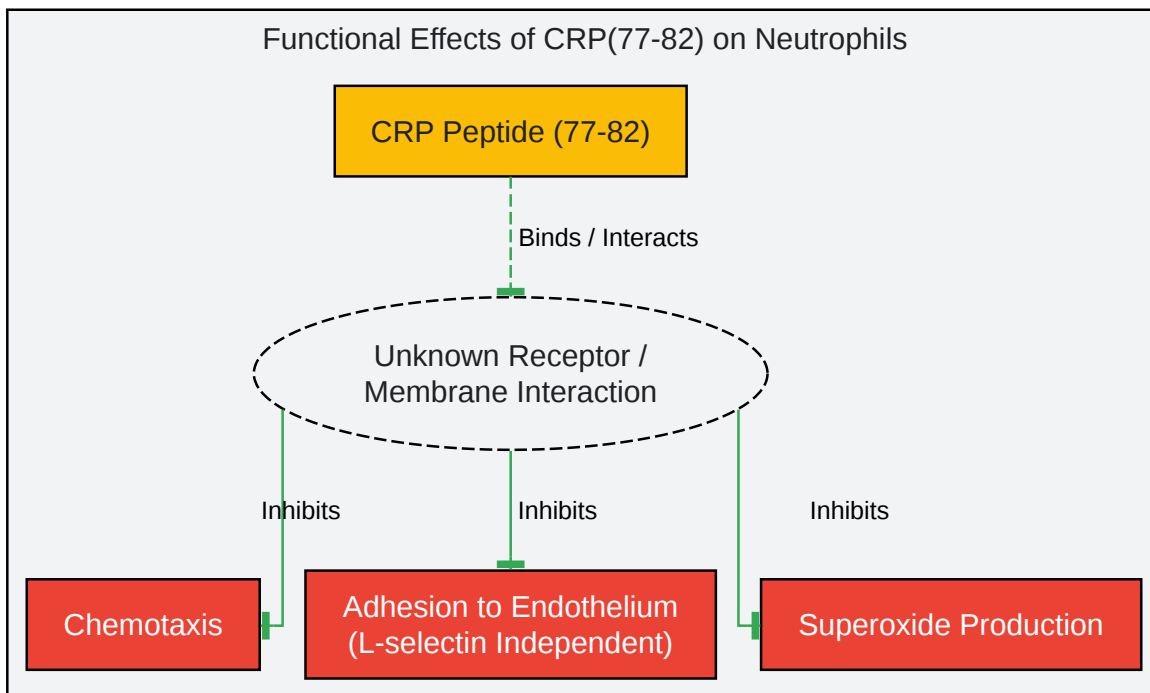 Functional Effects of CRP(77-82) on Neutrophils
CRP Peptide (77-82)
Binds / Interacts
Unknown Receptor /
Membrane Interaction
Inhibits
Inhibits
Inhibits
Chemotaxis
Adhesion to Endothelium
(L-selectin Independent)
Superoxide Production